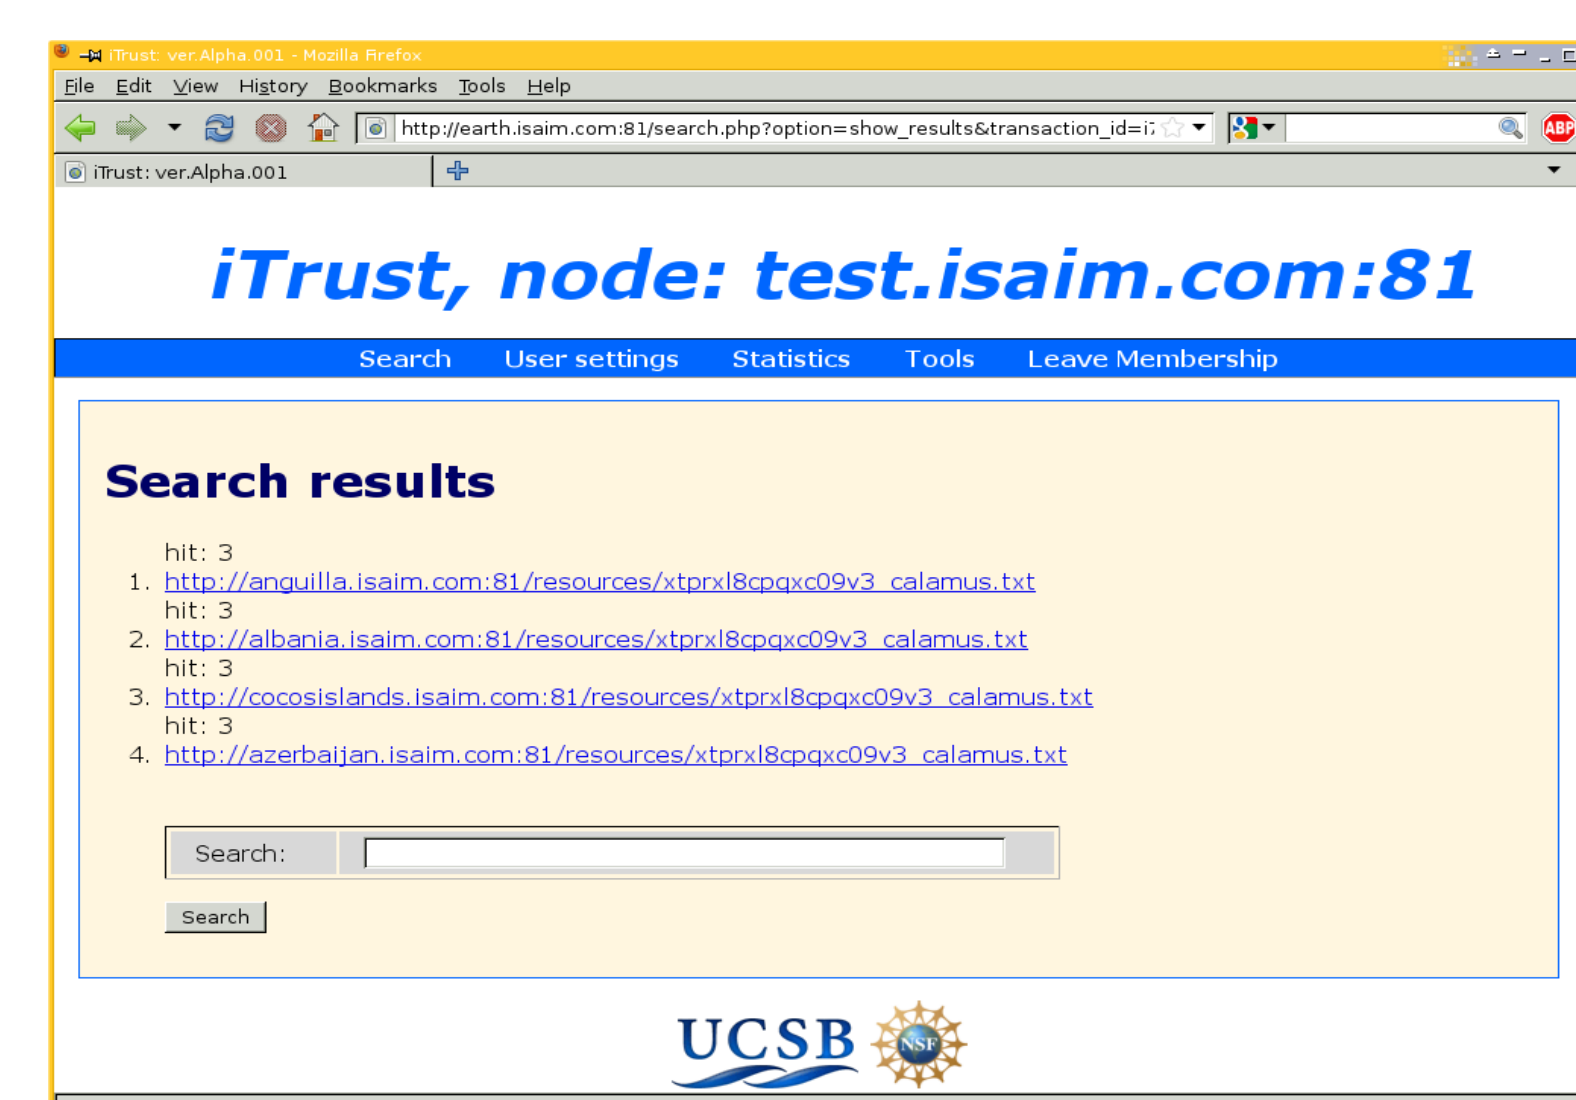 iTrust: ver.Alpha.001 - Mozilla Firefox
File Edit View History Bookmarks Tools Help
http://earth.isaim.com:81/search.php?option=show_results&transaction_id=i7
ABP
iTrust: ver.Alpha.001
iTrust, node: test.isaim.com:81
Search User settings Statistics Tools Leave Membership
Search results
hit: 3
1. http://anguilla.isaim.com:81/resources/xtprxl8cpqxc09v3_calamus.txt
hit: 3
2. http://albania.isaim.com:81/resources/xtprxl8cpqxc09v3_calamus.txt
hit: 3
3. http://cocosislands.isaim.com:81/resources/xtprxl8cpqxc09v3_calamus.txt
hit: 3
4. http://azerbaijan.isaim.com:81/resources/xtprxl8cpqxc09v3_calamus.txt
Search:
Search
UCSB NSF